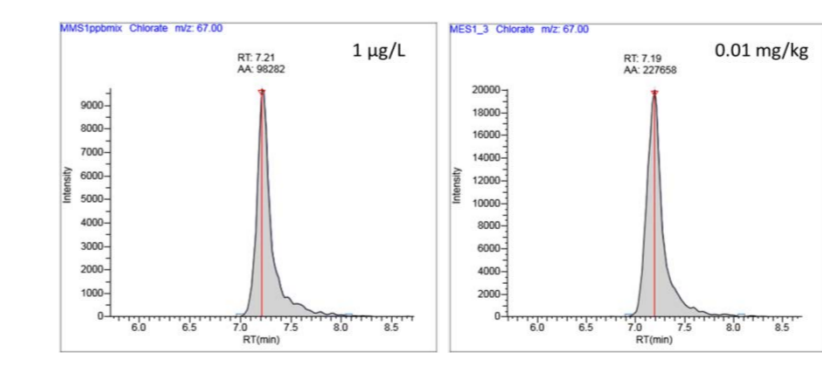 MMS1ppbmix Chlorate m/z: 67.00
1 µg/L
RT: 7.21
AA: 98282
9000
8000
7000
6000
5000
4000
3000
2000
1000
0
Intensity
6.0 6.5 7.0 7.5 8.0 8.5
RT(min)
MES1_3 Chlorate m/z: 67.00
0.01 mg/kg
RT: 7.19
AA: 227658
20000
18000
16000
14000
12000
10000
8000
6000
4000
2000
0
Intensity
6.0 6.5 7.0 7.5 8.0 8.5
RT(min)